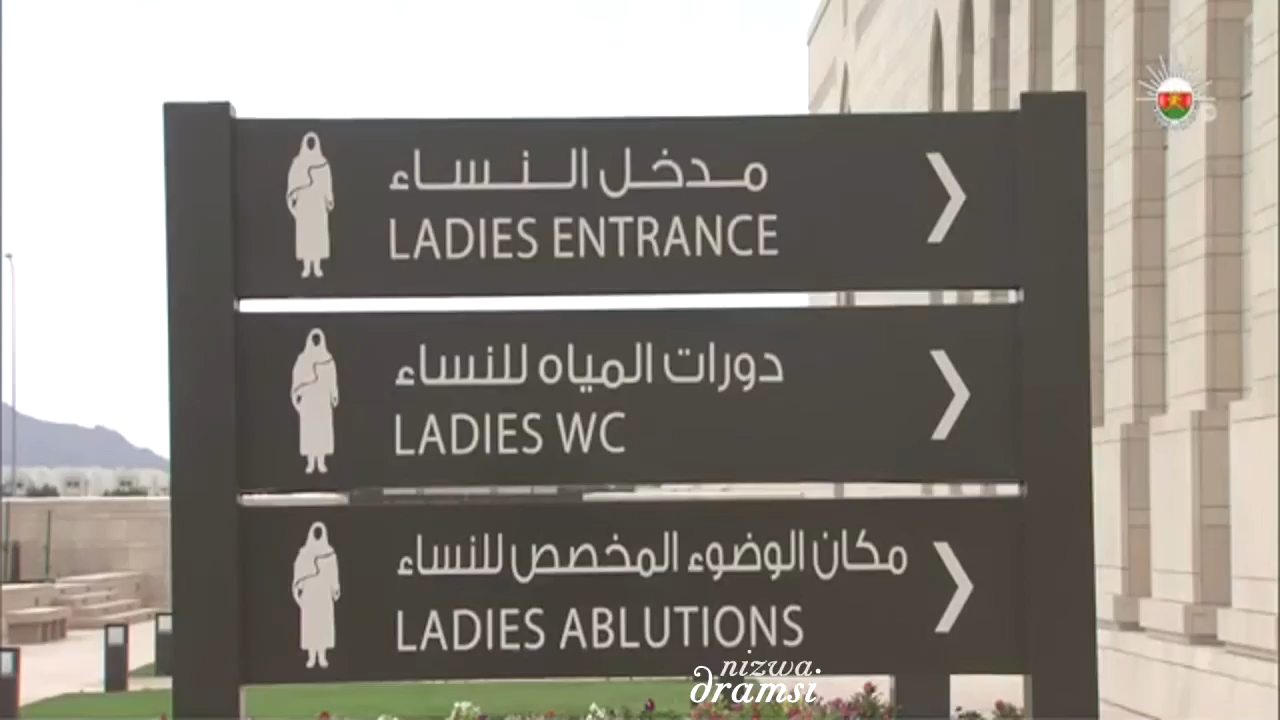 مدخل النساء
LADIES ENTRANCE
دورات المياه للنساء
LADIES WC
مكان الوضوء المخصص للنساء
LADIES ABLUTIONS
nizwa
dramsi